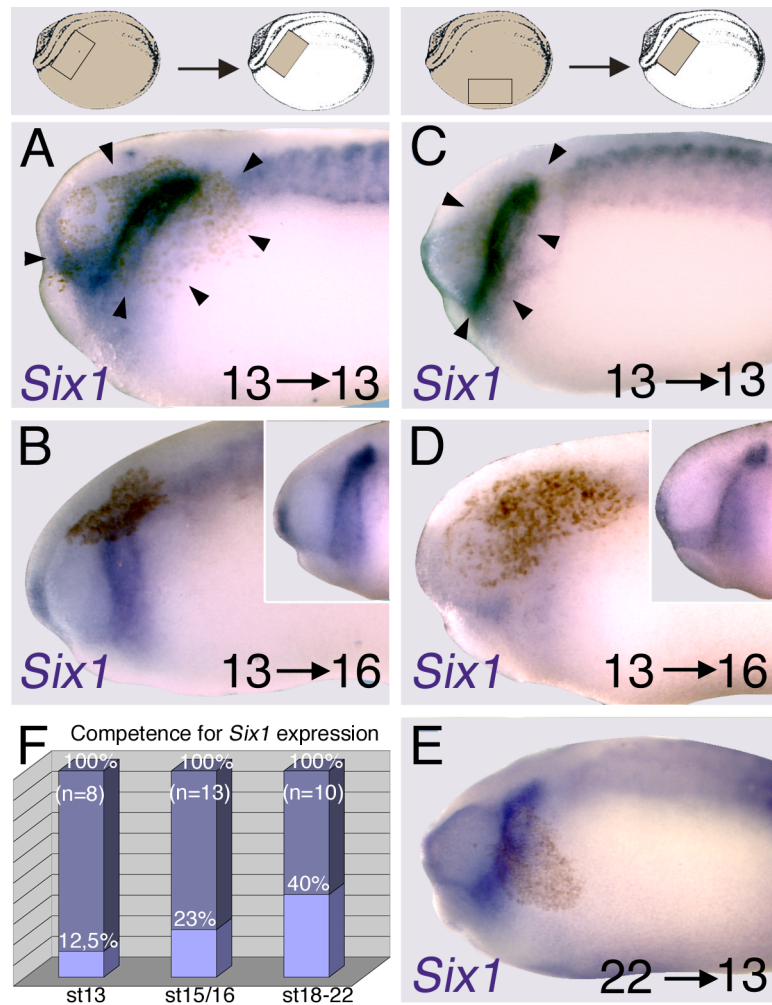 A
Six1
13→13
C
Six1
13→13
B
Six1
13→16
D
Six1
13→16
F
Competence for Six1 expression
100% 100% 100%
(n=8) (n=13) (n=10)
40%
23%
12,5%
st13 st15/16 st18-22
E
Six1
22→13